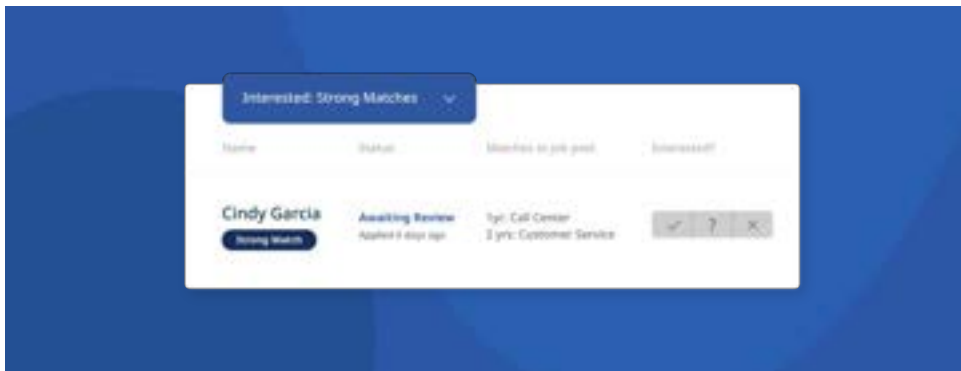 Interested: Strong Matches
Name Status Matches to job post Interested?
Cindy Garcia
Strong Match
Awaiting Review
Applied days ago
1yr: Call Center
2 yrs: Customer Service
?